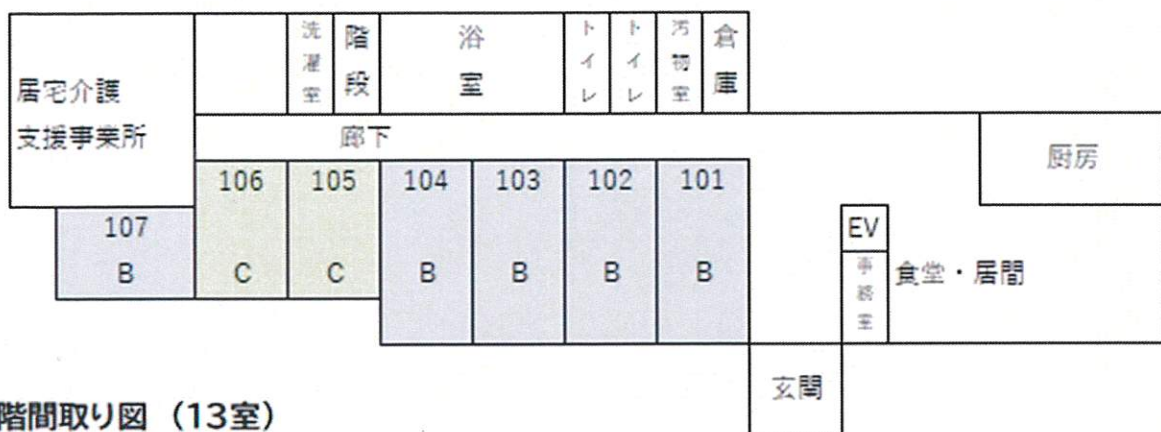 洗濯室
階段
浴室
トイレ
トイレ
汚物室
倉庫
居宅介護
支援事業所
廊下
厨房
106
105
104
103
102
101
107
B
C
C
B
B
B
B
EV
事務室
食堂・居間
玄関
階間取り図 (13室)